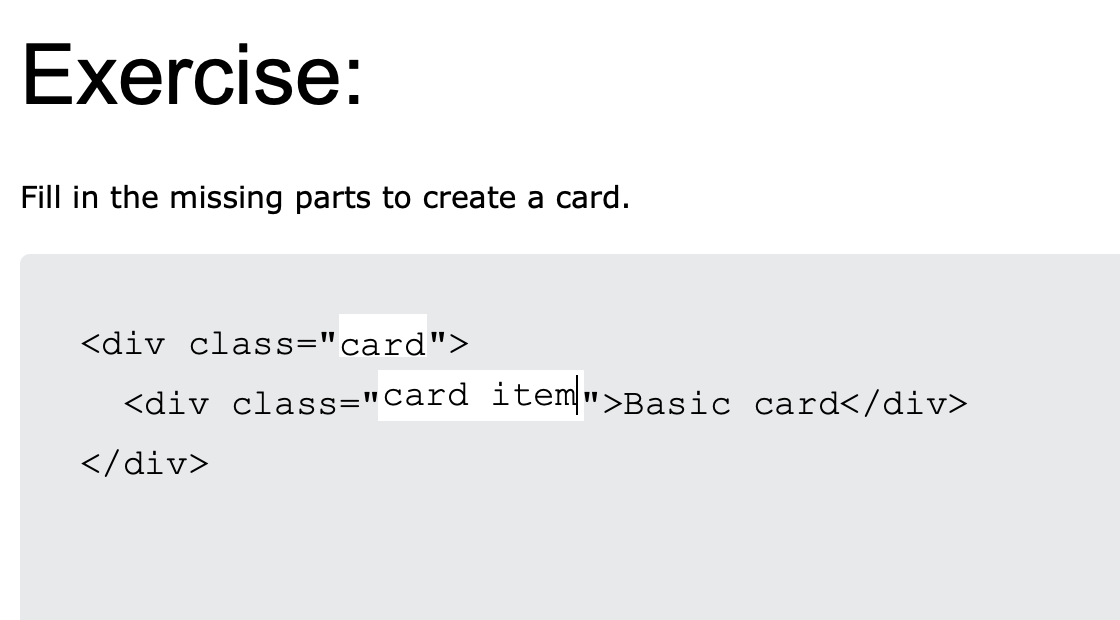 Exercise:
Fill in the missing parts to create a card.
<div class="card">
<div class="card item">Basic card</div>
</div>